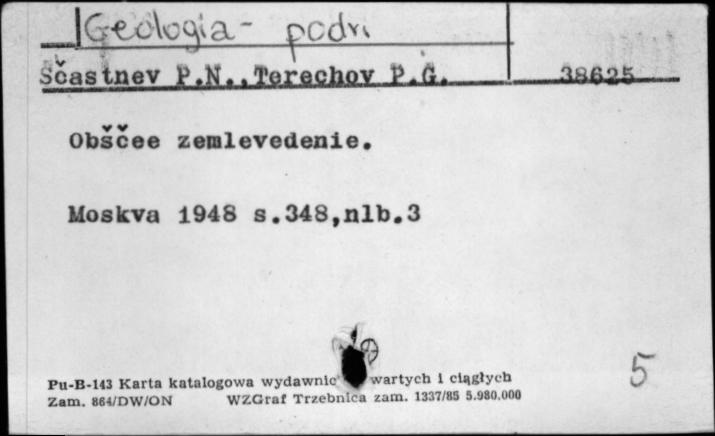 Geologia - podr.
Ščastnev P.N., Terechov P.G. 38625
Obščee zemlevedenie.
Moskva 1948 s.348,nlb.3
5
Pu-B-143 Karta katalogowa wydawnic wartych i ciągłych
Zam. 864/DW/ON WZGraf Trzebnica zam. 1337/85 5.980.000